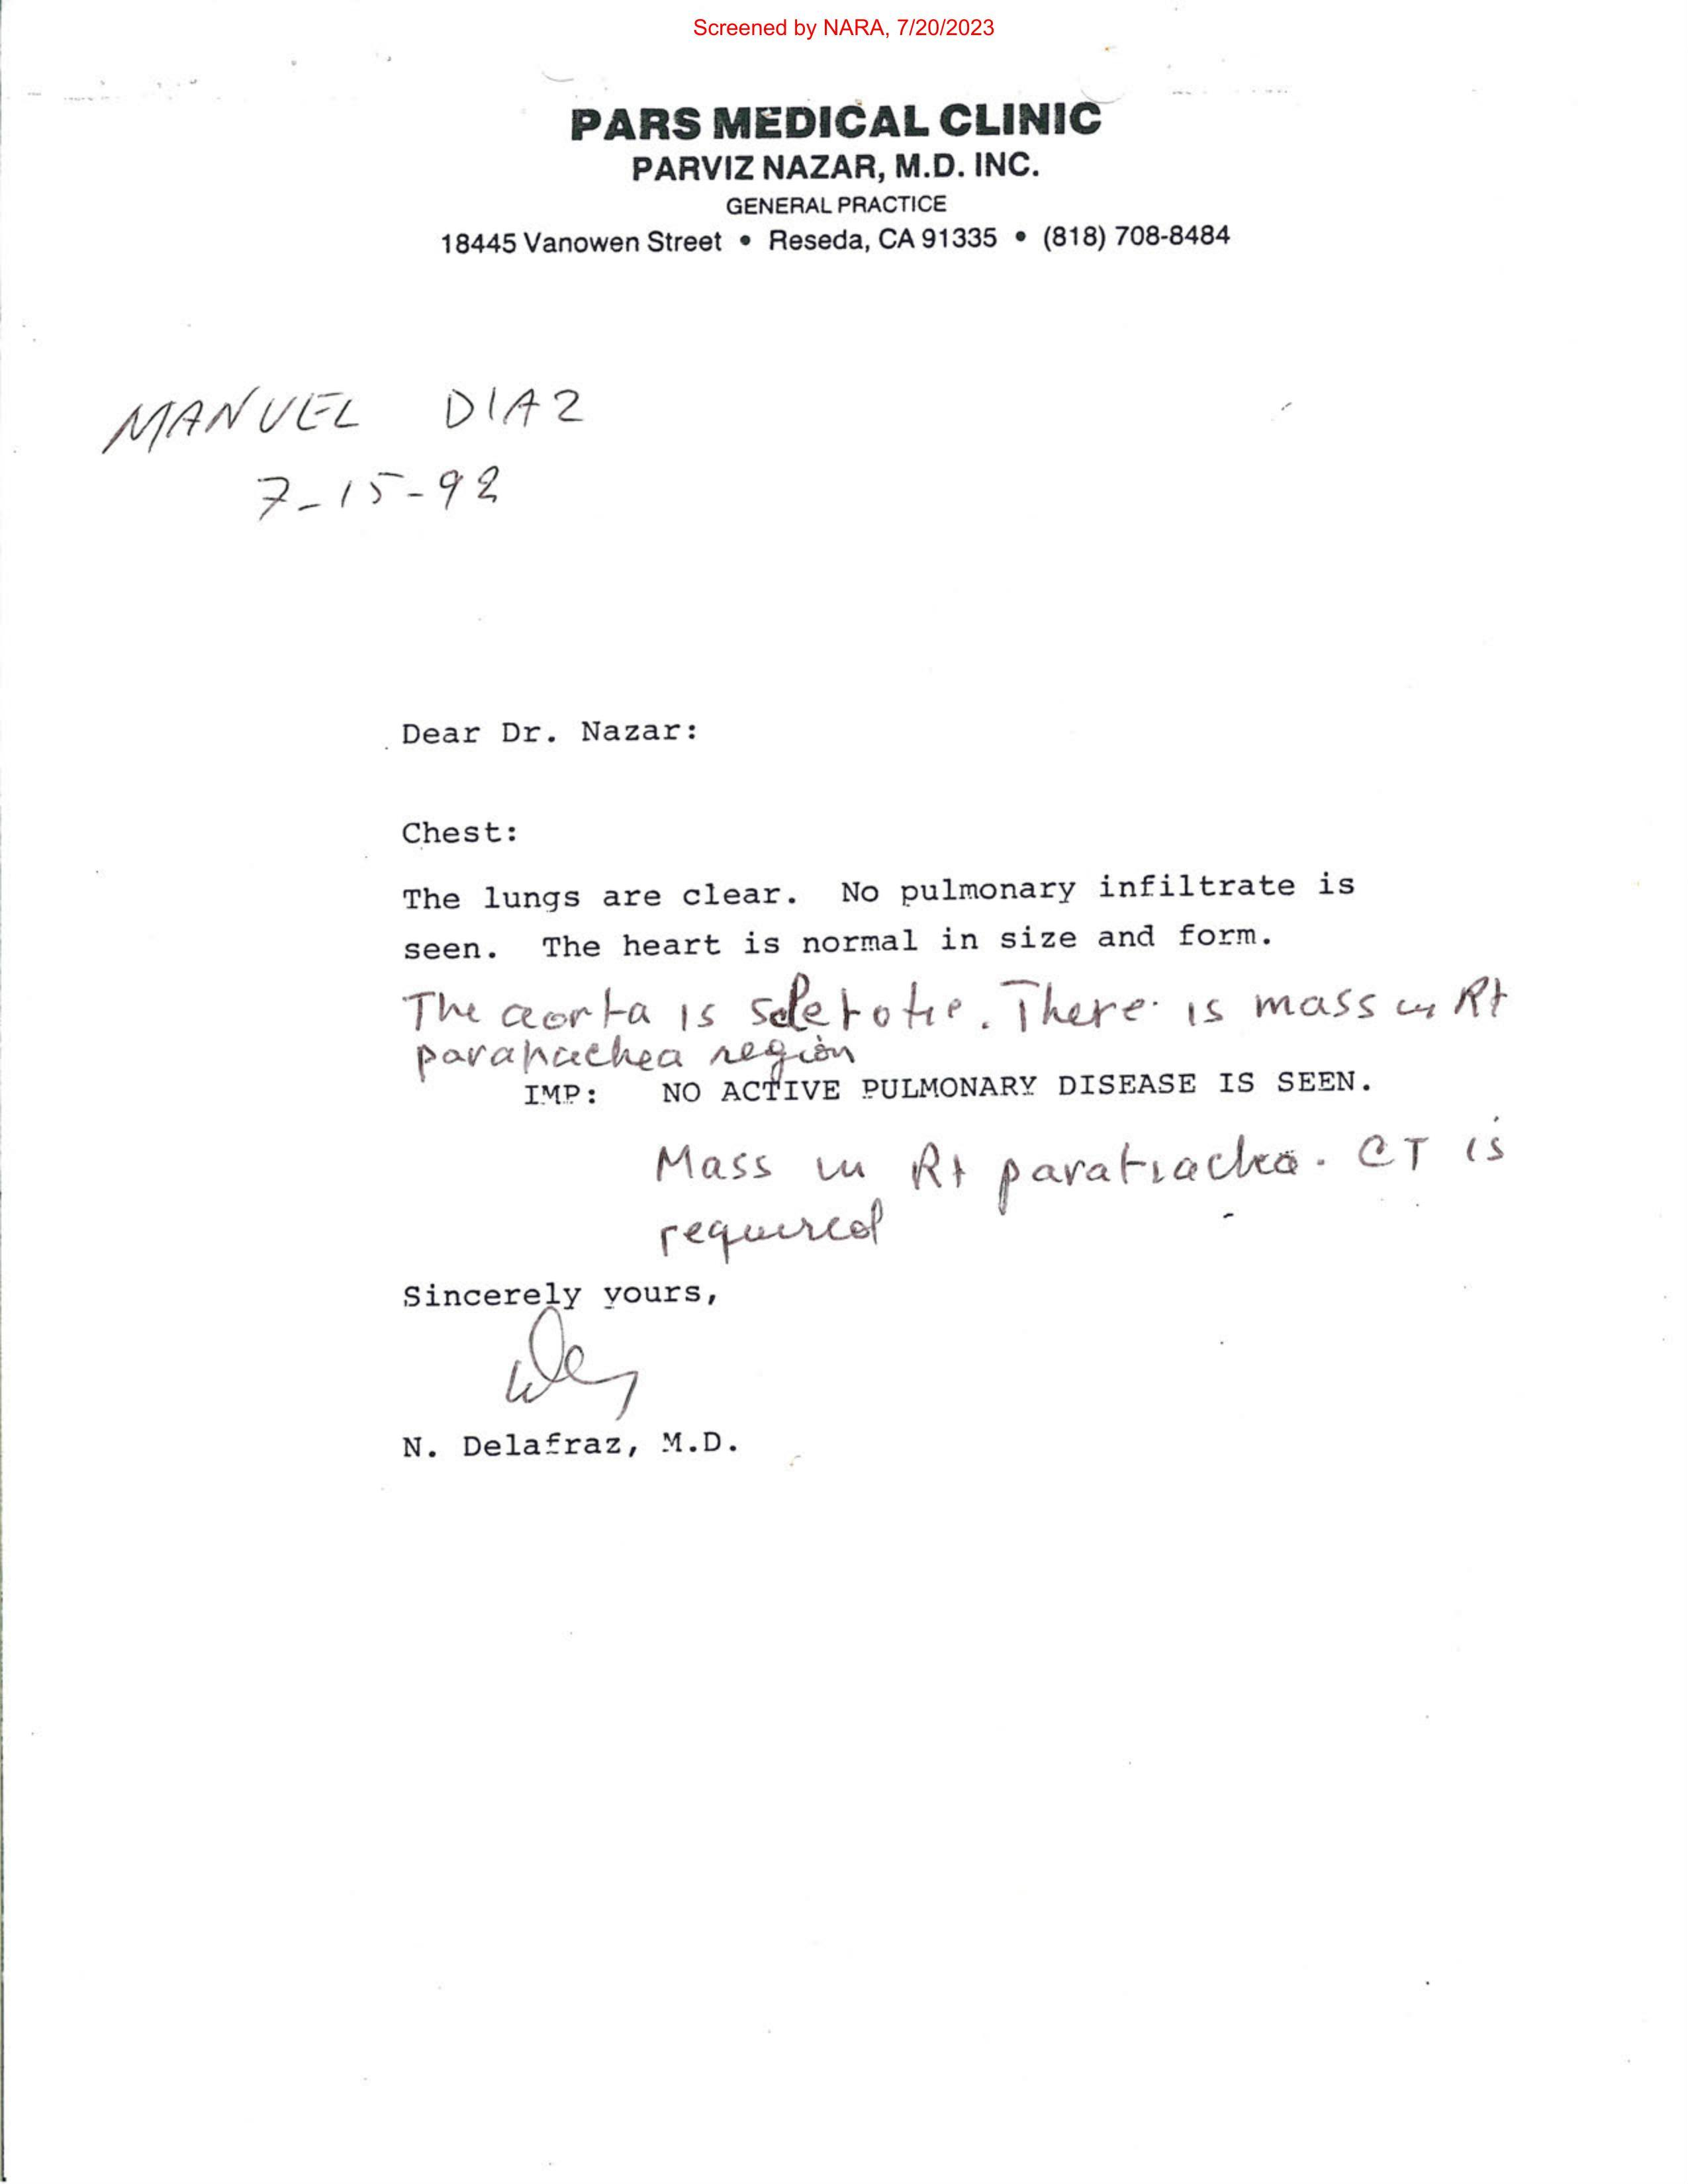 Screened by NARA, 7/20/2023
PARS MEDICAL CLINIC
PARVIZ NAZAR, M.D. INC.
GENERAL PRACTICE
18445 Vanowen Street • Reseda, CA 91335 • (818) 708-8484
MANUEL DIAZ
7-15-92
Dear Dr. Nazar:
Chest:
The lungs are clear. No pulmonary infiltrate is
seen. The heart is normal in size and form.
The aorta is sclerotic. There is mass in Rt
paratrachea region
IMP: NO ACTIVE PULMONARY DISEASE IS SEEN.
Mass in Rt paratrachea. CT is
required
Sincerely yours,
N. Delafraz, M.D.